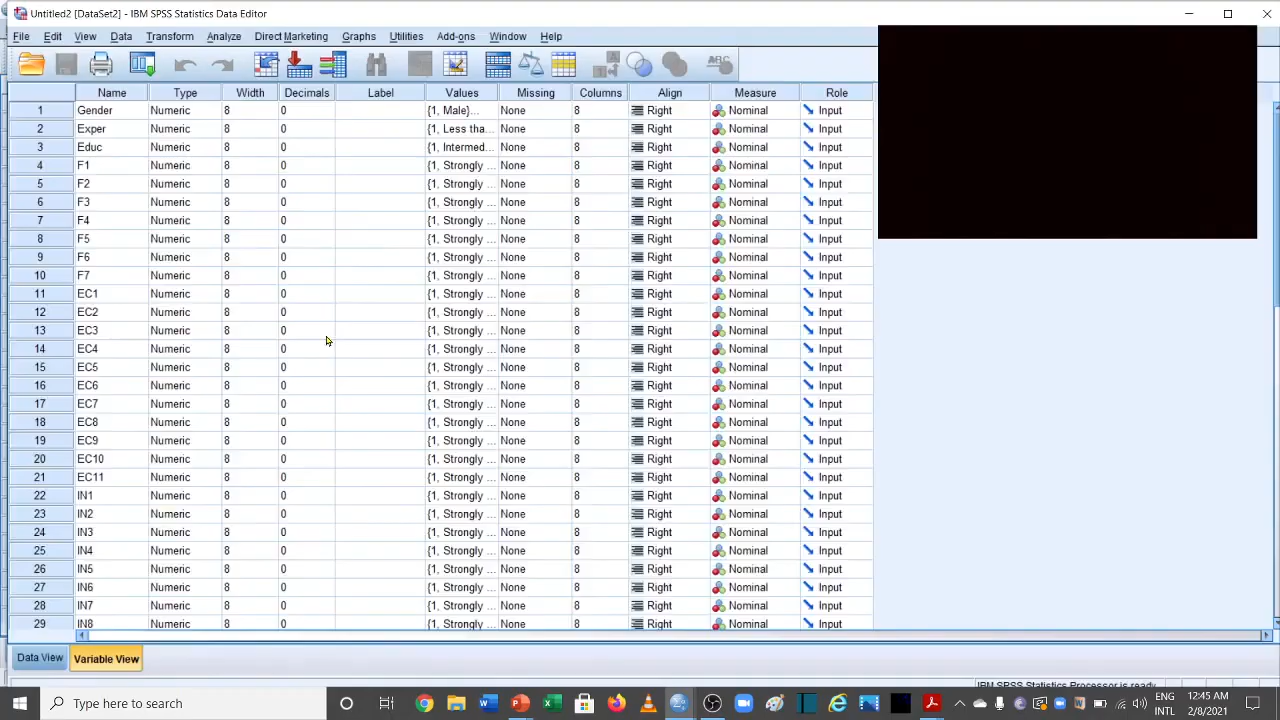 Untitled2 [DataSet2] - IBM SPSS Statistics Data Editor
File Edit View Data Transform Analyze Direct Marketing Graphs Utilities Add-ons Window Help
ABC
Name Type Width Decimals Label Values Missing Columns Align Measure Role
1 Gender Numeric 8 0 {1, Male}... None 8 Right Nominal Input
2 Exper Numeric 8 0 {1, Less tha... None 8 Right Nominal Input
3 Educ Numeric 8 0 {1, Intermed... None 8 Right Nominal Input
4 F1 Numeric 8 0 {1, Strongly ... None 8 Right Nominal Input
5 F2 Numeric 8 0 {1, Strongly ... None 8 Right Nominal Input
6 F3 Numeric 8 0 {1, Strongly ... None 8 Right Nominal Input
7 F4 Numeric 8 0 {1, Strongly ... None 8 Right Nominal Input
8 F5 Numeric 8 0 {1, Strongly ... None 8 Right Nominal Input
9 F6 Numeric 8 0 {1, Strongly ... None 8 Right Nominal Input
10 F7 Numeric 8 0 {1, Strongly ... None 8 Right Nominal Input
11 EC1 Numeric 8 0 {1, Strongly ... None 8 Right Nominal Input
12 EC2 Numeric 8 0 {1, Strongly ... None 8 Right Nominal Input
13 EC3 Numeric 8 0 {1, Strongly ... None 8 Right Nominal Input
14 EC4 Numeric 8 0 {1, Strongly ... None 8 Right Nominal Input
15 EC5 Numeric 8 0 {1, Strongly ... None 8 Right Nominal Input
16 EC6 Numeric 8 0 {1, Strongly ... None 8 Right Nominal Input
17 EC7 Numeric 8 0 {1, Strongly ... None 8 Right Nominal Input
18 EC8 Numeric 8 0 {1, Strongly ... None 8 Right Nominal Input
19 EC9 Numeric 8 0 {1, Strongly ... None 8 Right Nominal Input
20 EC10 Numeric 8 0 {1, Strongly ... None 8 Right Nominal Input
21 EC11 Numeric 8 0 {1, Strongly ... None 8 Right Nominal Input
22 IN1 Numeric 8 0 {1, Strongly ... None 8 Right Nominal Input
23 IN2 Numeric 8 0 {1, Strongly ... None 8 Right Nominal Input
24 IN3 Numeric 8 0 {1, Strongly ... None 8 Right Nominal Input
25 IN4 Numeric 8 0 {1, Strongly ... None 8 Right Nominal Input
26 IN5 Numeric 8 0 {1, Strongly ... None 8 Right Nominal Input
27 IN6 Numeric 8 0 {1, Strongly ... None 8 Right Nominal Input
28 IN7 Numeric 8 0 {1, Strongly ... None 8 Right Nominal Input
29 IN8 Numeric 8 0 {1, Strongly ... None 8 Right Nominal Input
Data View Variable View
IBM SPSS Statistics Processor is ready
Type here to search
ENG 12:45 AM
INTL 2/8/2021